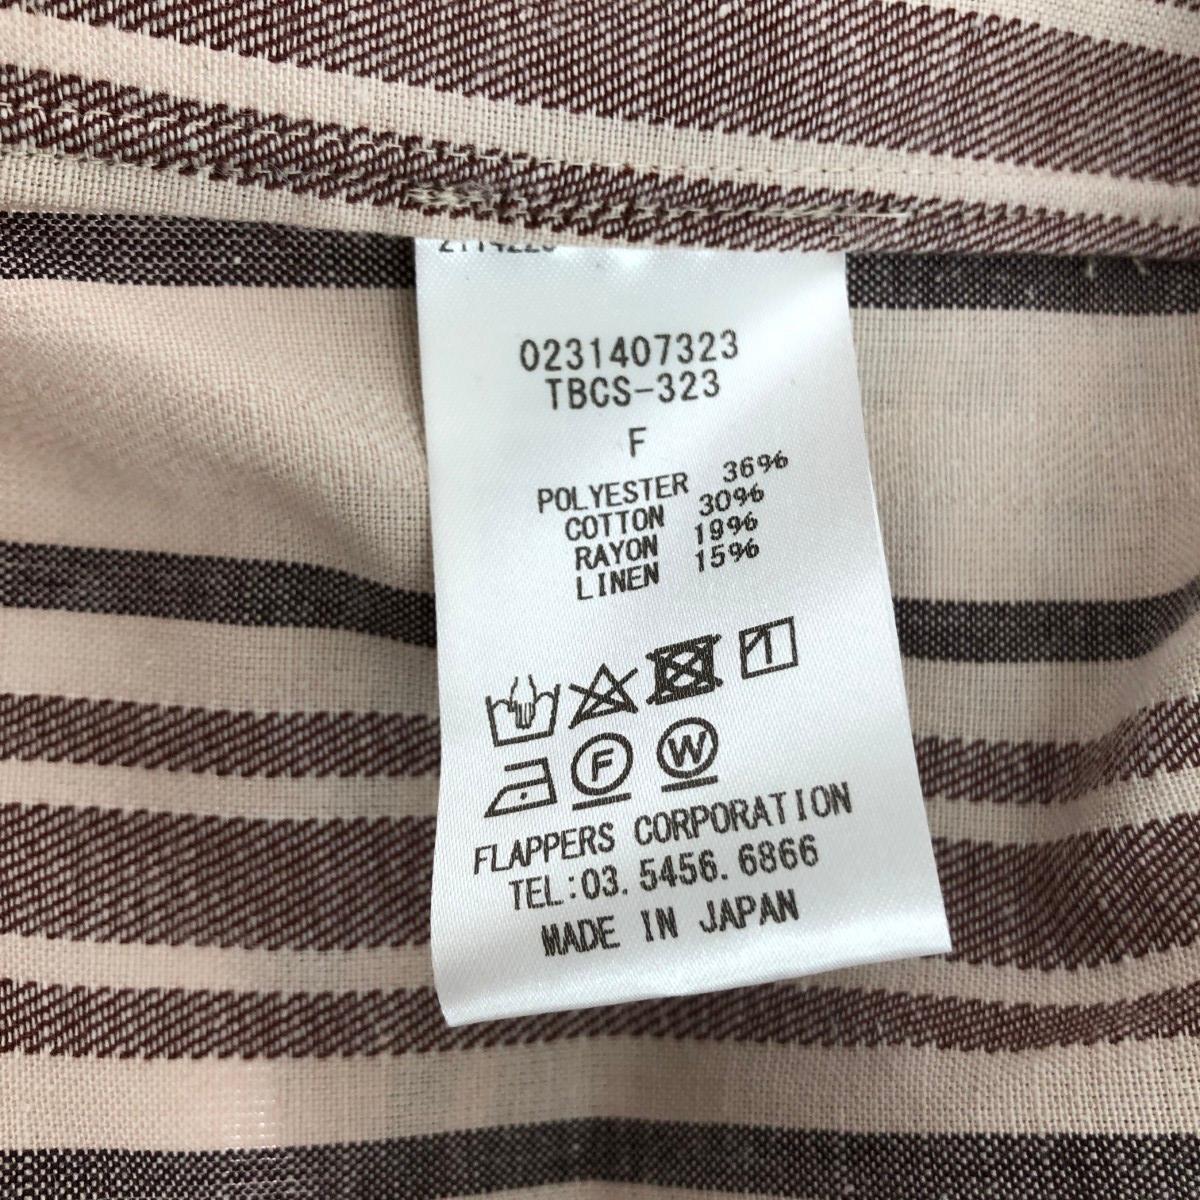 0231407323
TBCS-323
F
POLYESTER 36%
COTTON 30%
RAYON 19%
LINEN 15%
F W
FLAPPERS CORPORATION
TEL:03.5456.6866
MADE IN JAPAN